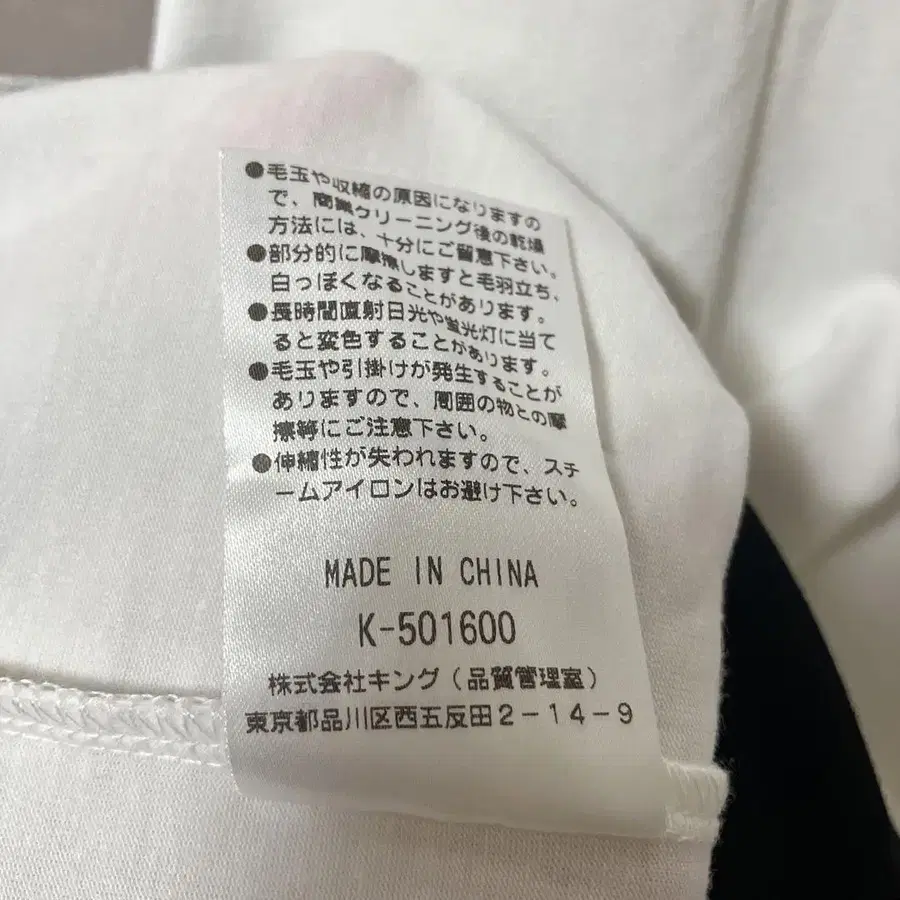 ●毛玉や収縮の原因になりますの
で、商業クリーニング後の乾燥
方法には、十分にご留意下さい。
●部分的に摩擦しますと毛羽立ち、
白っぽくなることがあります。
●長時間直射日光や蛍光灯に当て
ると変色することがあります。
●毛玉や引掛けが発生することが
ありますので、周囲の物との摩
擦等にご注意下さい。
●伸縮性が失われますので、スチ
ームアイロンはお避け下さい。
MADE IN CHINA
K-501600
株式会社キング(品質管理室)
東京都品川区西五反田2-14-9